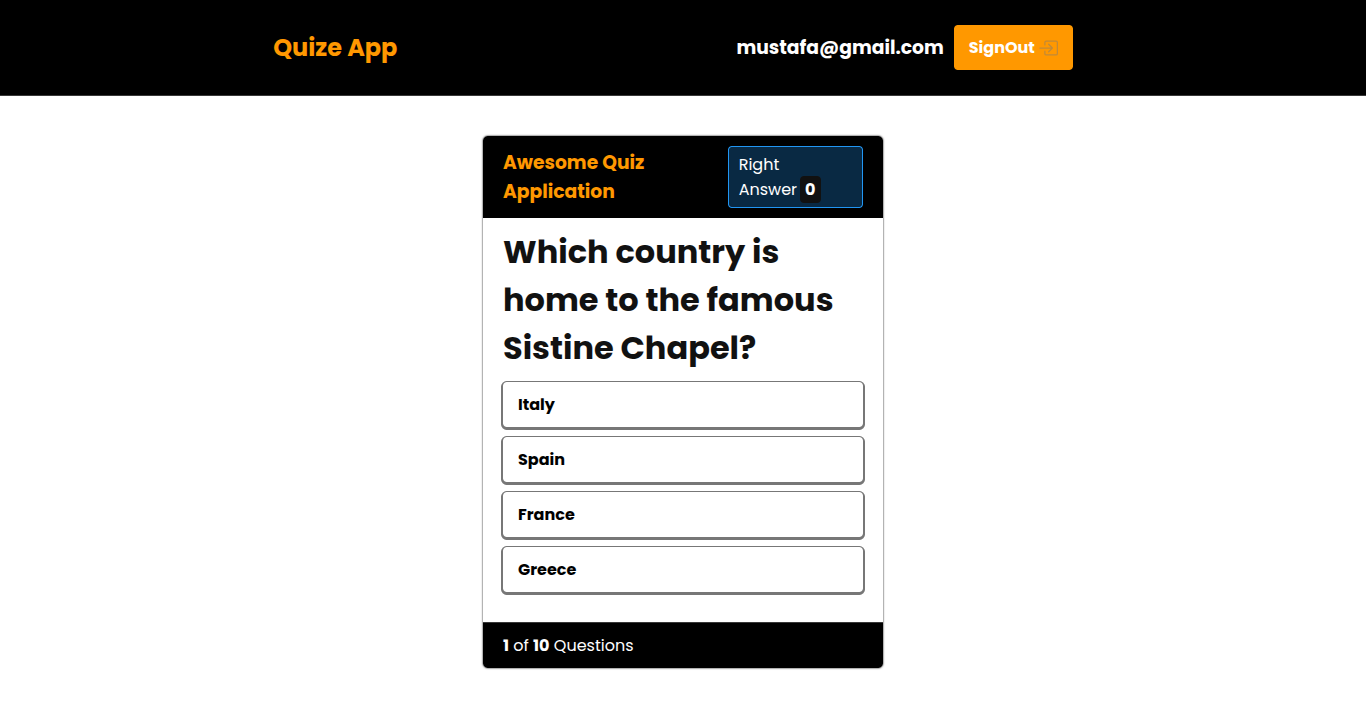 Quize App
mustafa@gmail.com
SignOut
Awesome Quiz
Application
Right
Answer 0
Which country is
home to the famous
Sistine Chapel?
Italy
Spain
France
Greece
1 of 10 Questions